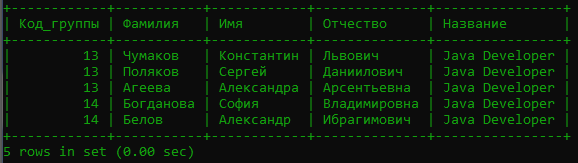 +------------+-----------+------------+--------------+----------------+
| Код_группы | Фамилия   | Имя        | Отчество     | Название       |
+------------+-----------+------------+--------------+----------------+
|         13 | Чумаков   | Константин | Львович      | Java Developer |
|         13 | Поляков   | Сергей     | Даниилович   | Java Developer |
|         13 | Агеева    | Александра | Арсентьевна  | Java Developer |
|         14 | Богданова | София      | Владимировна | Java Developer |
|         14 | Белов     | Александр  | Ибрагимович  | Java Developer |
+------------+-----------+------------+--------------+----------------+
5 rows in set (0.00 sec)